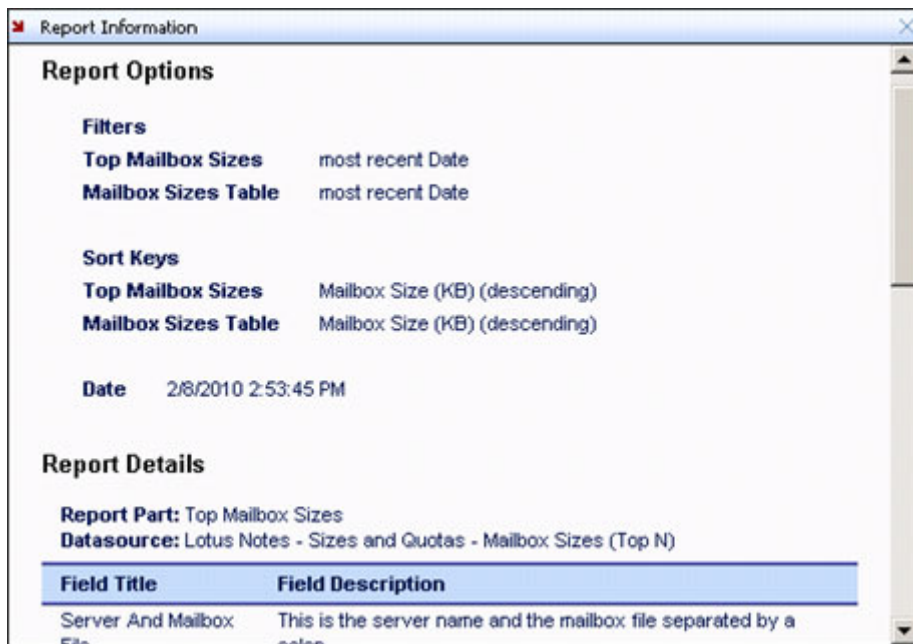 Report Information
Report Options
Filters
Top Mailbox Sizes most recent Date
Mailbox Sizes Table most recent Date
Sort Keys
Top Mailbox Sizes Mailbox Size (KB) (descending)
Mailbox Sizes Table Mailbox Size (KB) (descending)
Date 2/8/2010 2:53:45 PM
Report Details
Report Part: Top Mailbox Sizes
Datasource: Lotus Notes - Sizes and Quotas - Mailbox Sizes (Top N)
Field Title Field Description
Server And Mailbox This is the server name and the mailbox file separated by a
File colon